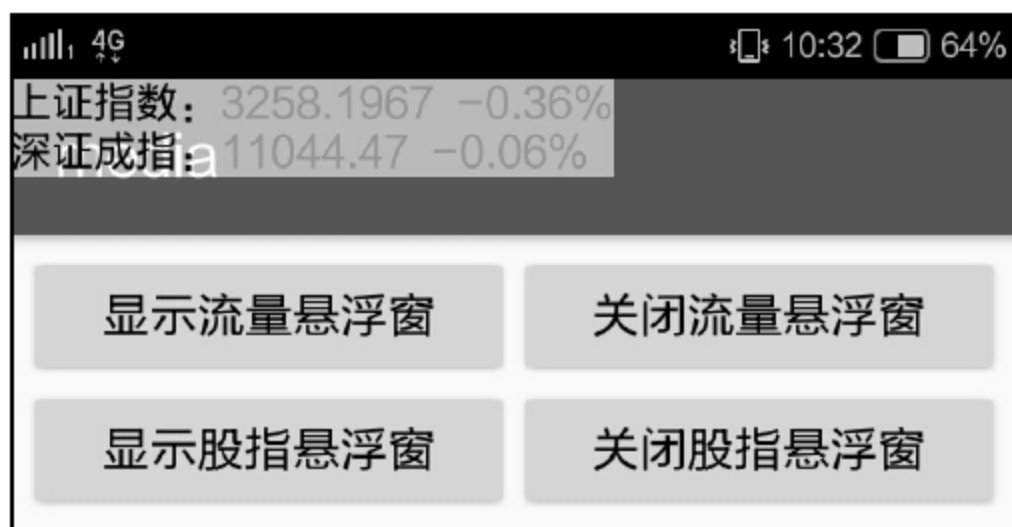 1 4G 10:32 64%
上证指数：3258.1967 -0.36%
深证成指：11044.47 -0.06%
media
显示流量悬浮窗 关闭流量悬浮窗
显示股指悬浮窗 关闭股指悬浮窗